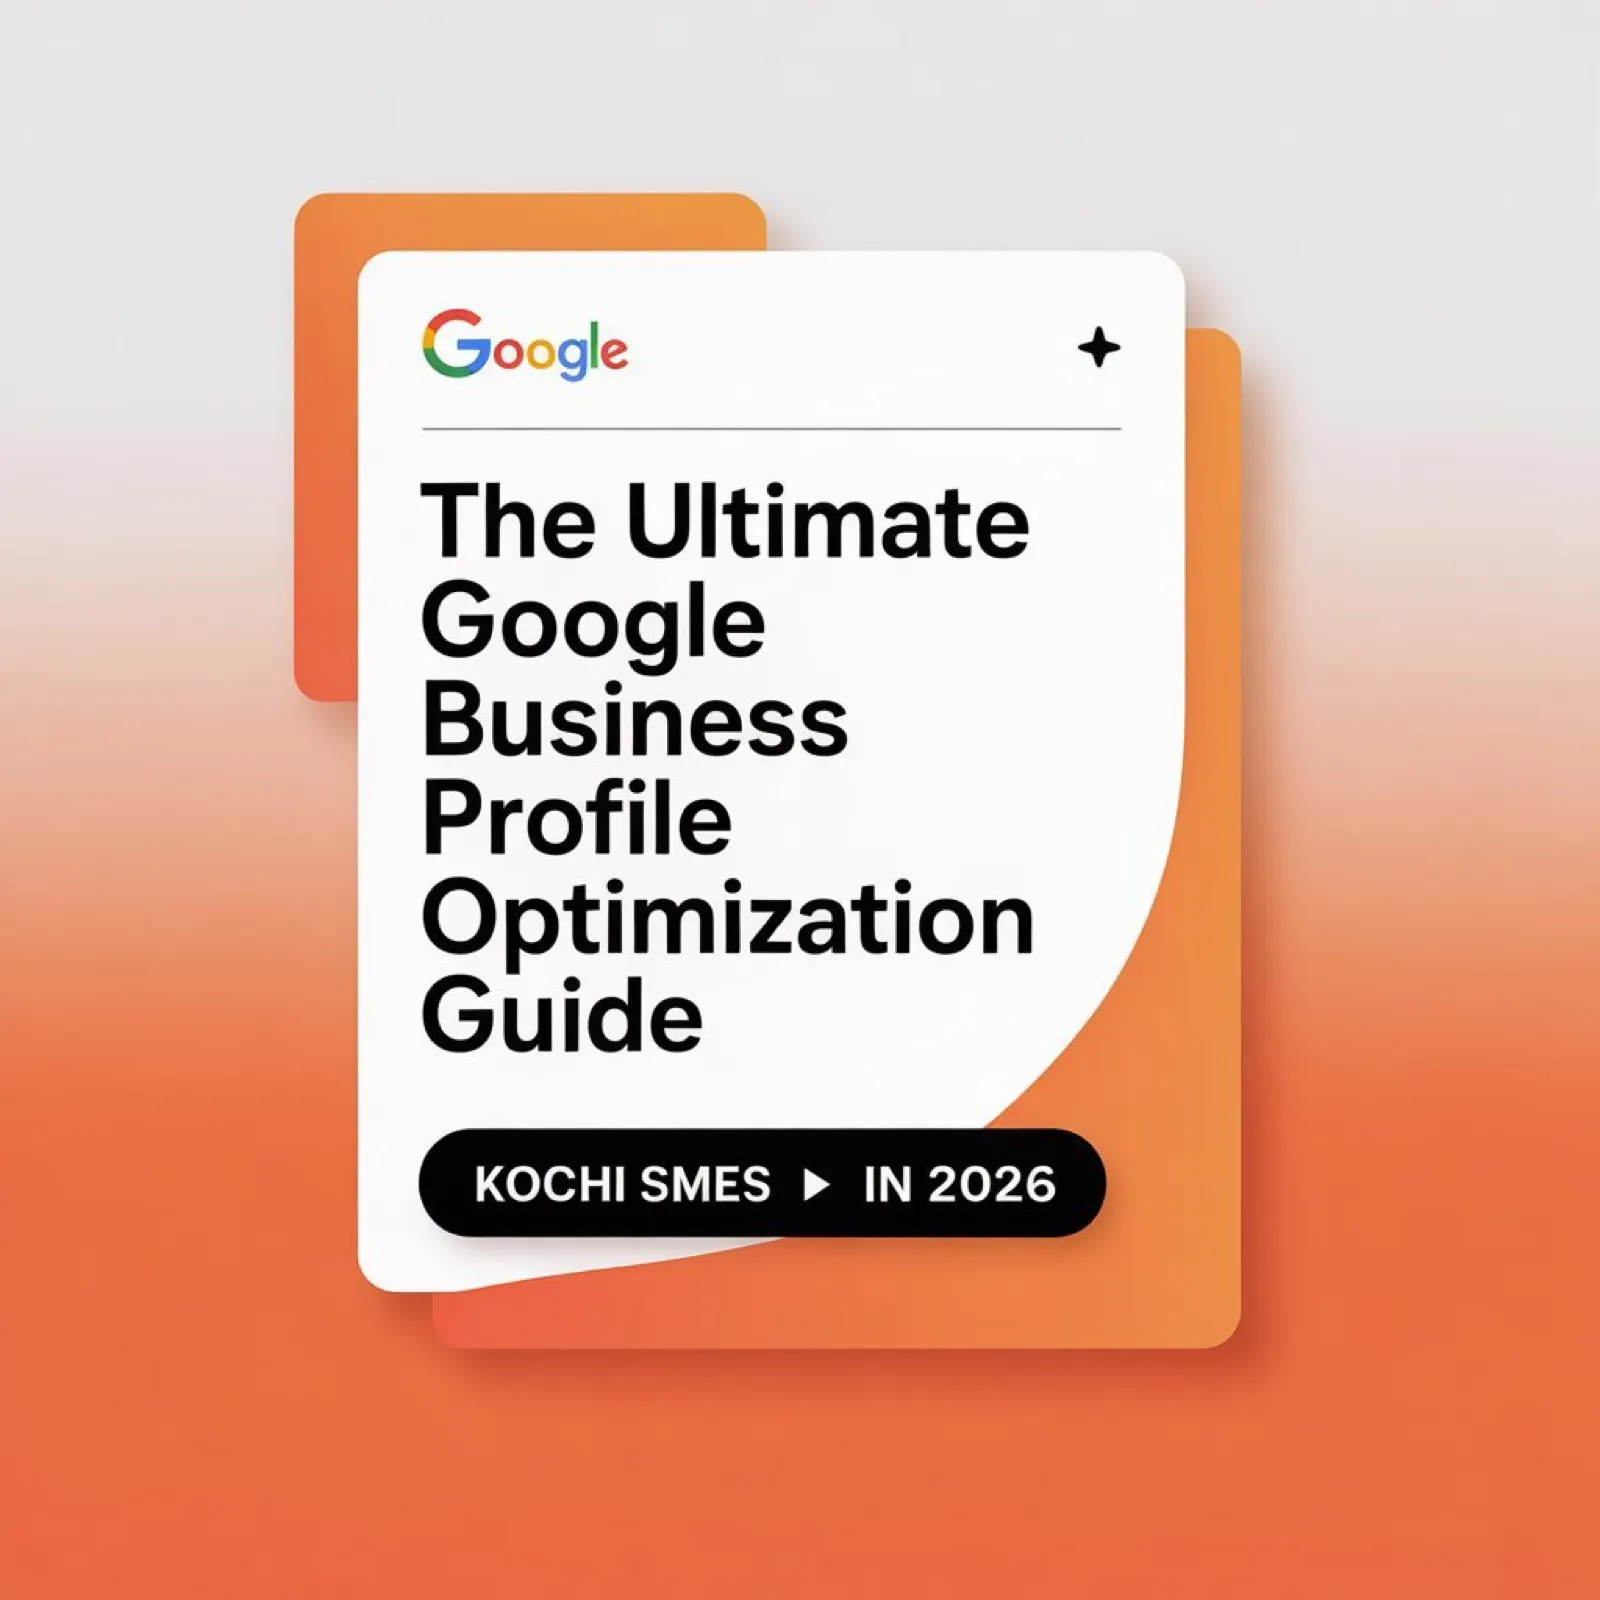 Google
The Ultimate
Google
Business
Profile
Optimization
Guide
KOCHI SMES ▶ IN 2026